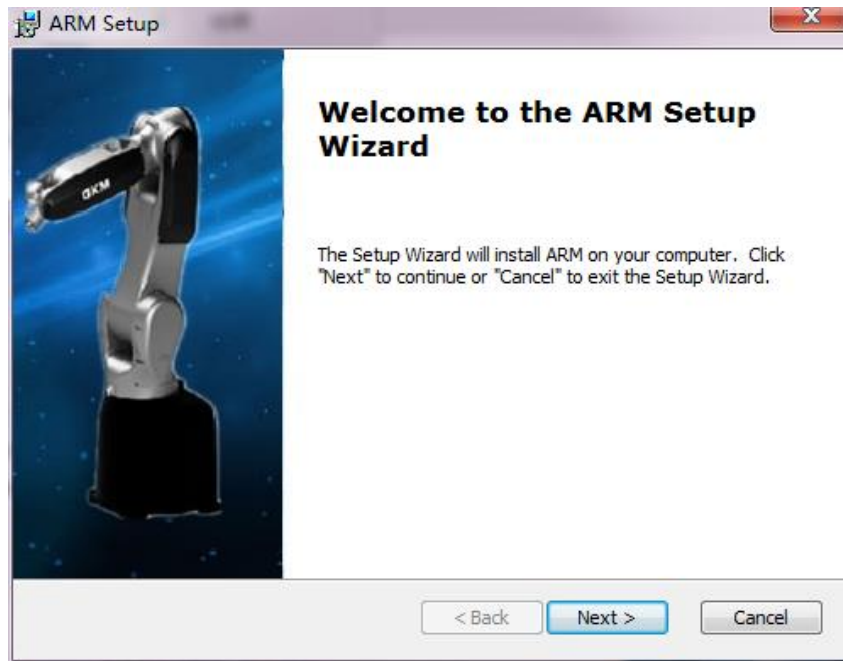 ARM Setup
Welcome to the ARM Setup
Wizard
The Setup Wizard will install ARM on your computer.  Click
"Next" to continue or "Cancel" to exit the Setup Wizard.
QKM
< Back
Next >
Cancel